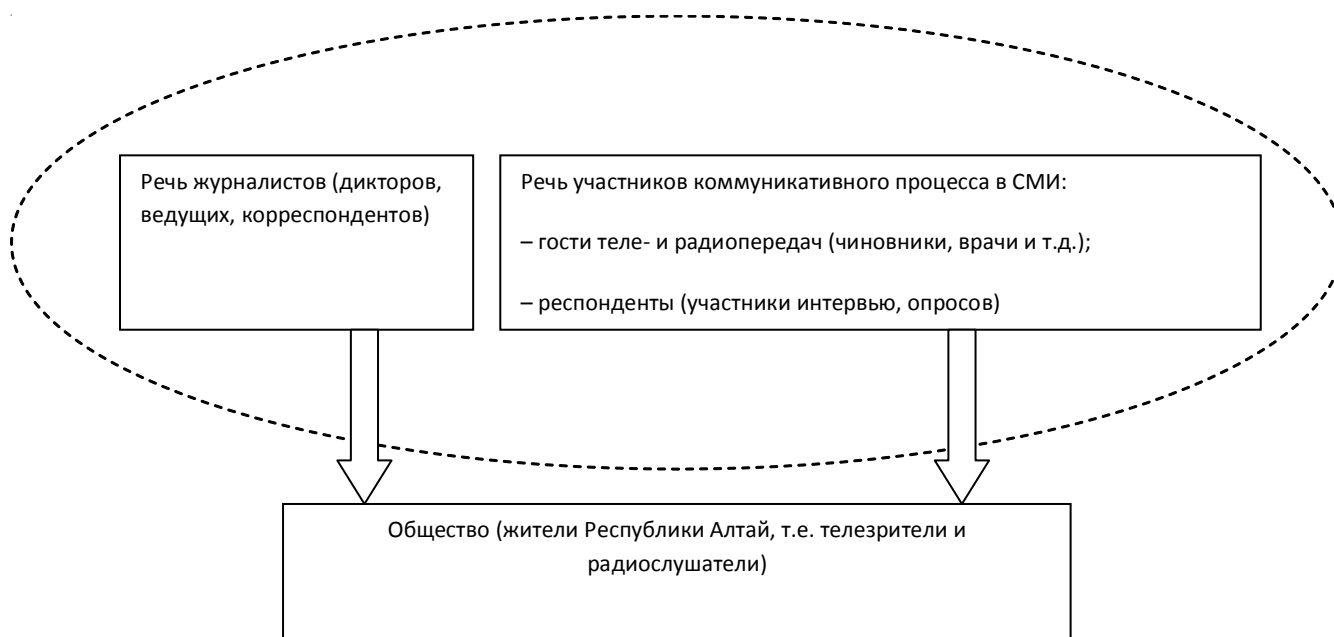 Речь журналистов (дикторов,
ведущих, корреспондентов)
Речь участников коммуникативного процесса в СМИ:
– гости теле- и радиопередач (чиновники, врачи и т.д.);
– респонденты (участники интервью, опросов)
Общество (жители Республики Алтай, т.е. телезрители и
радиослушатели)